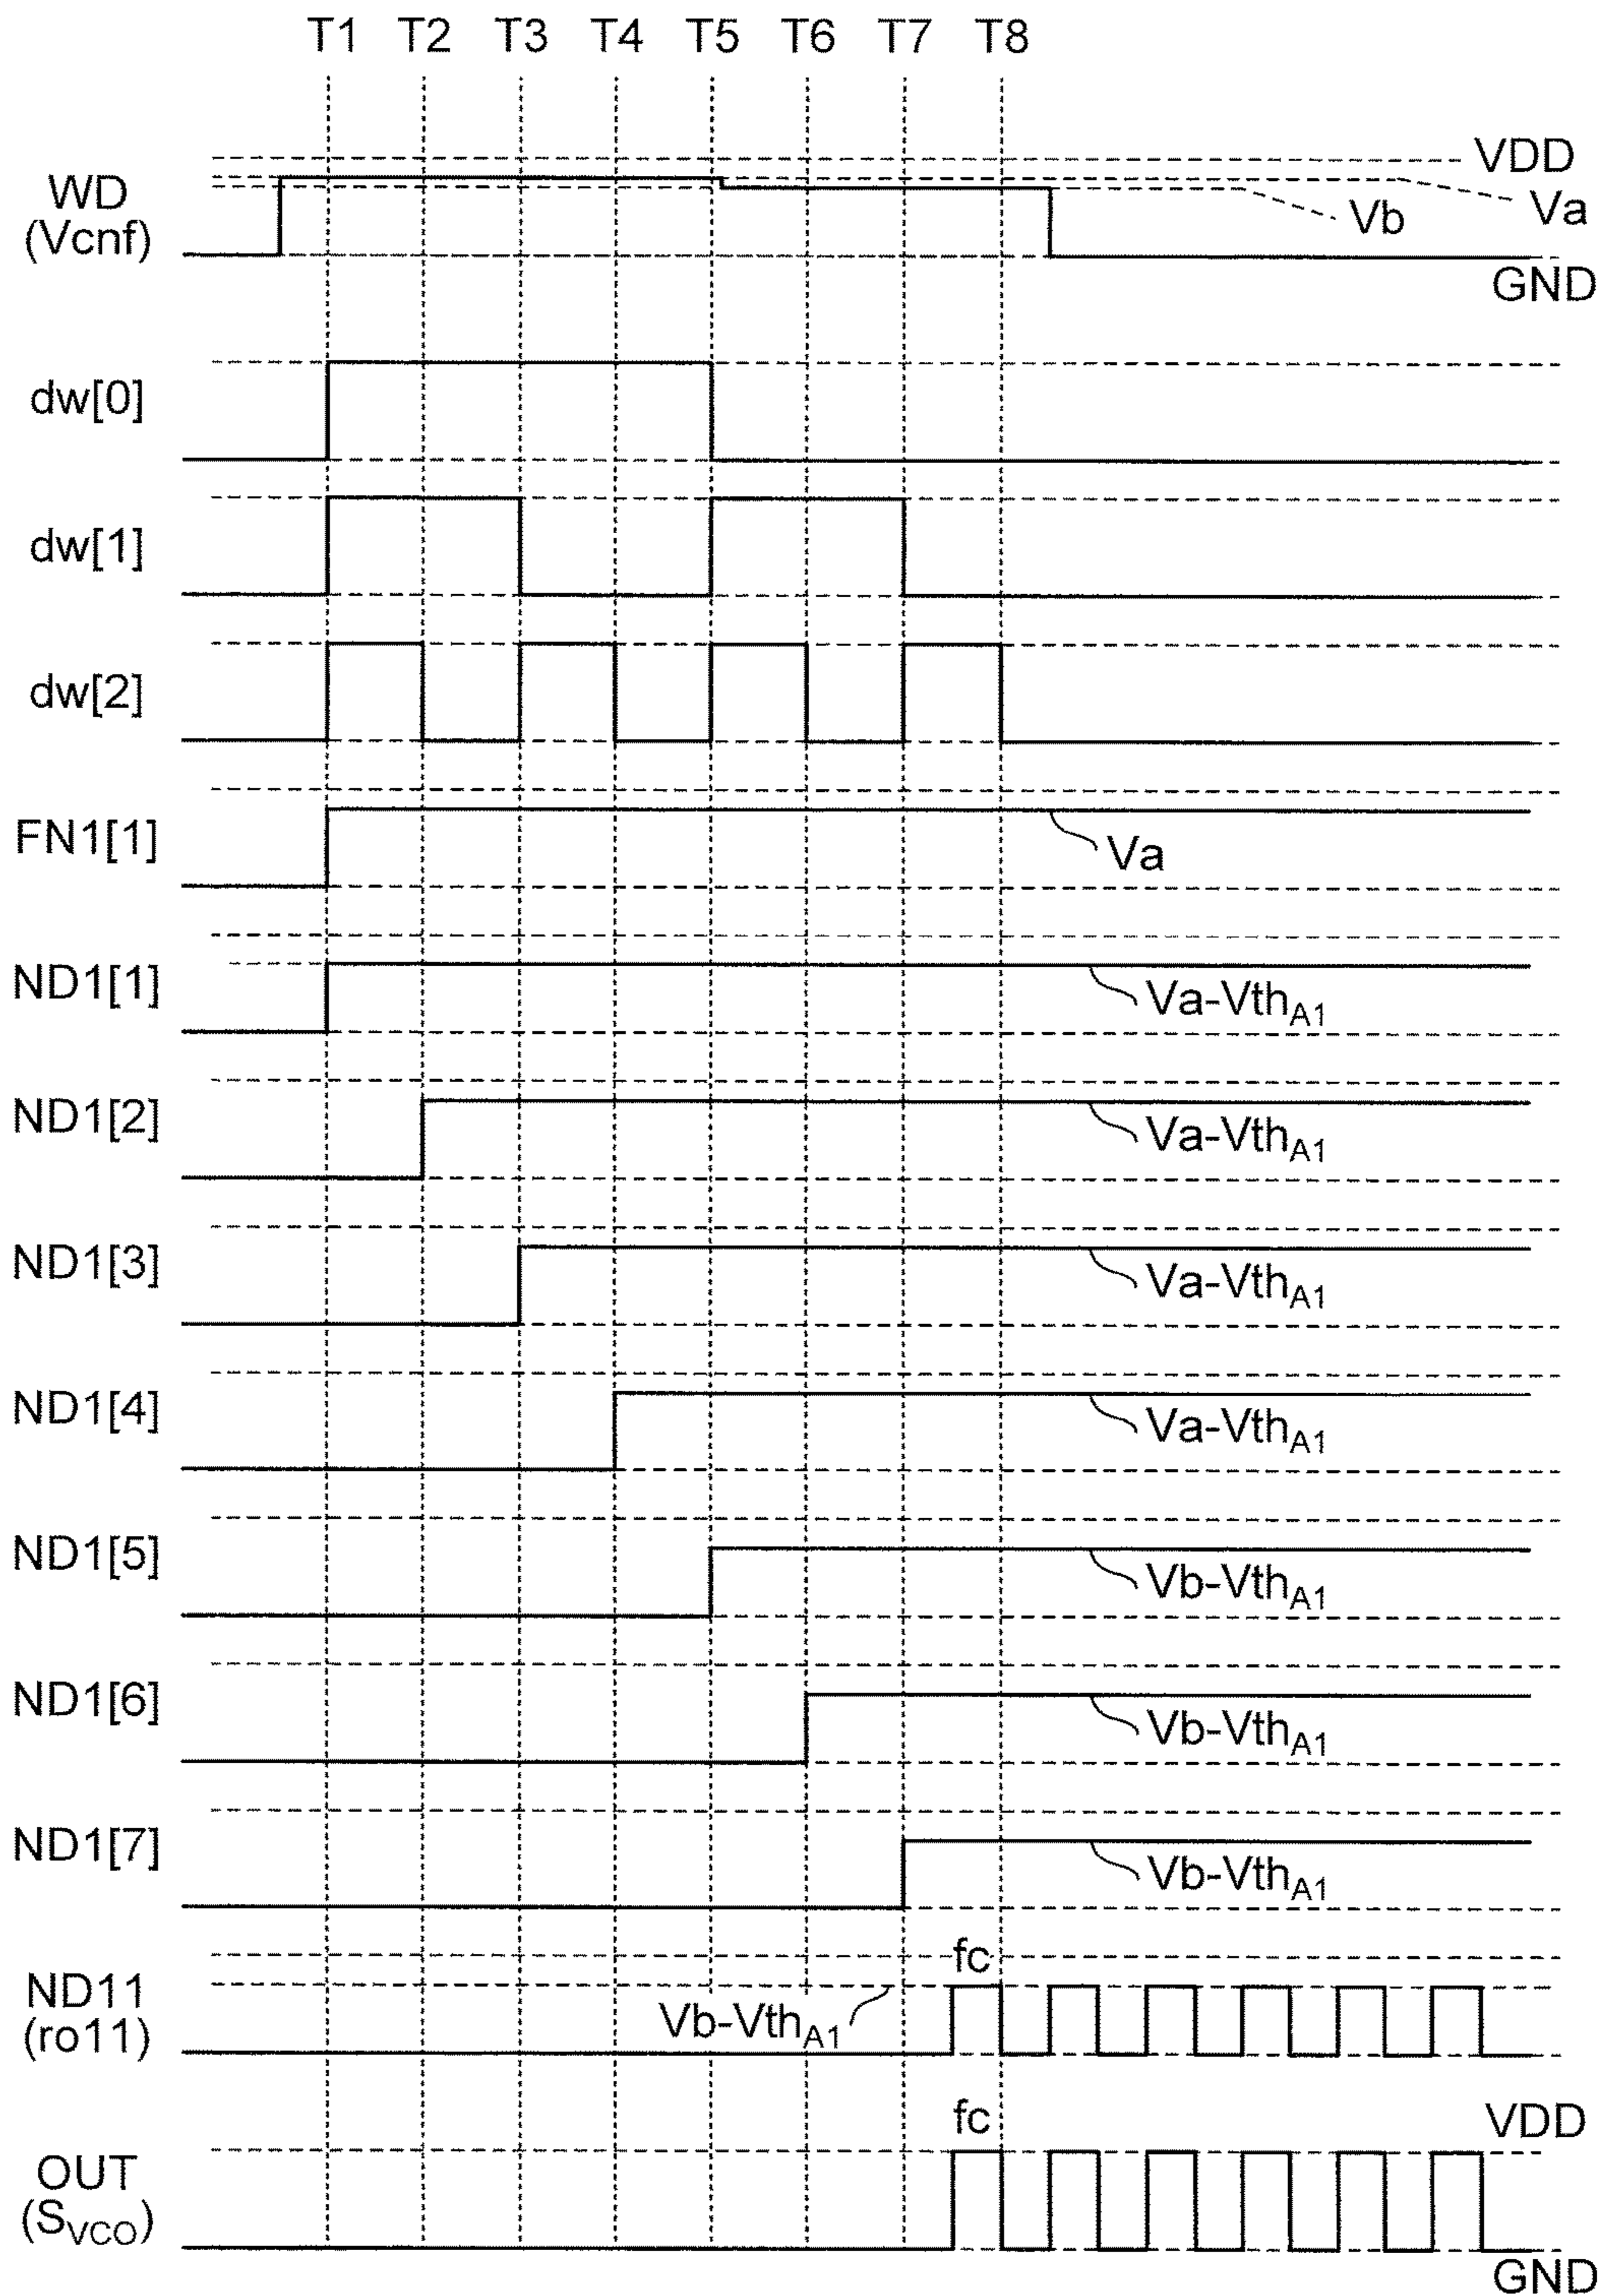 T1 T2 T3 T4 T5 T6 T7 T8
VDD
WD
(Vcnf)
Vb
Va
GND
dw[0]
dw[1]
dw[2]
FN1[1]
Va
ND1[1]
Va-VthA1
ND1[2]
Va-VthA1
ND1[3]
Va-VthA1
ND1[4]
Va-VthA1
ND1[5]
Vb-VthA1
ND1[6]
Vb-VthA1
ND1[7]
Vb-VthA1
fc
ND11
(ro11)
Vb-VthA1
fc
VDD
OUT
(SVCO)
GND